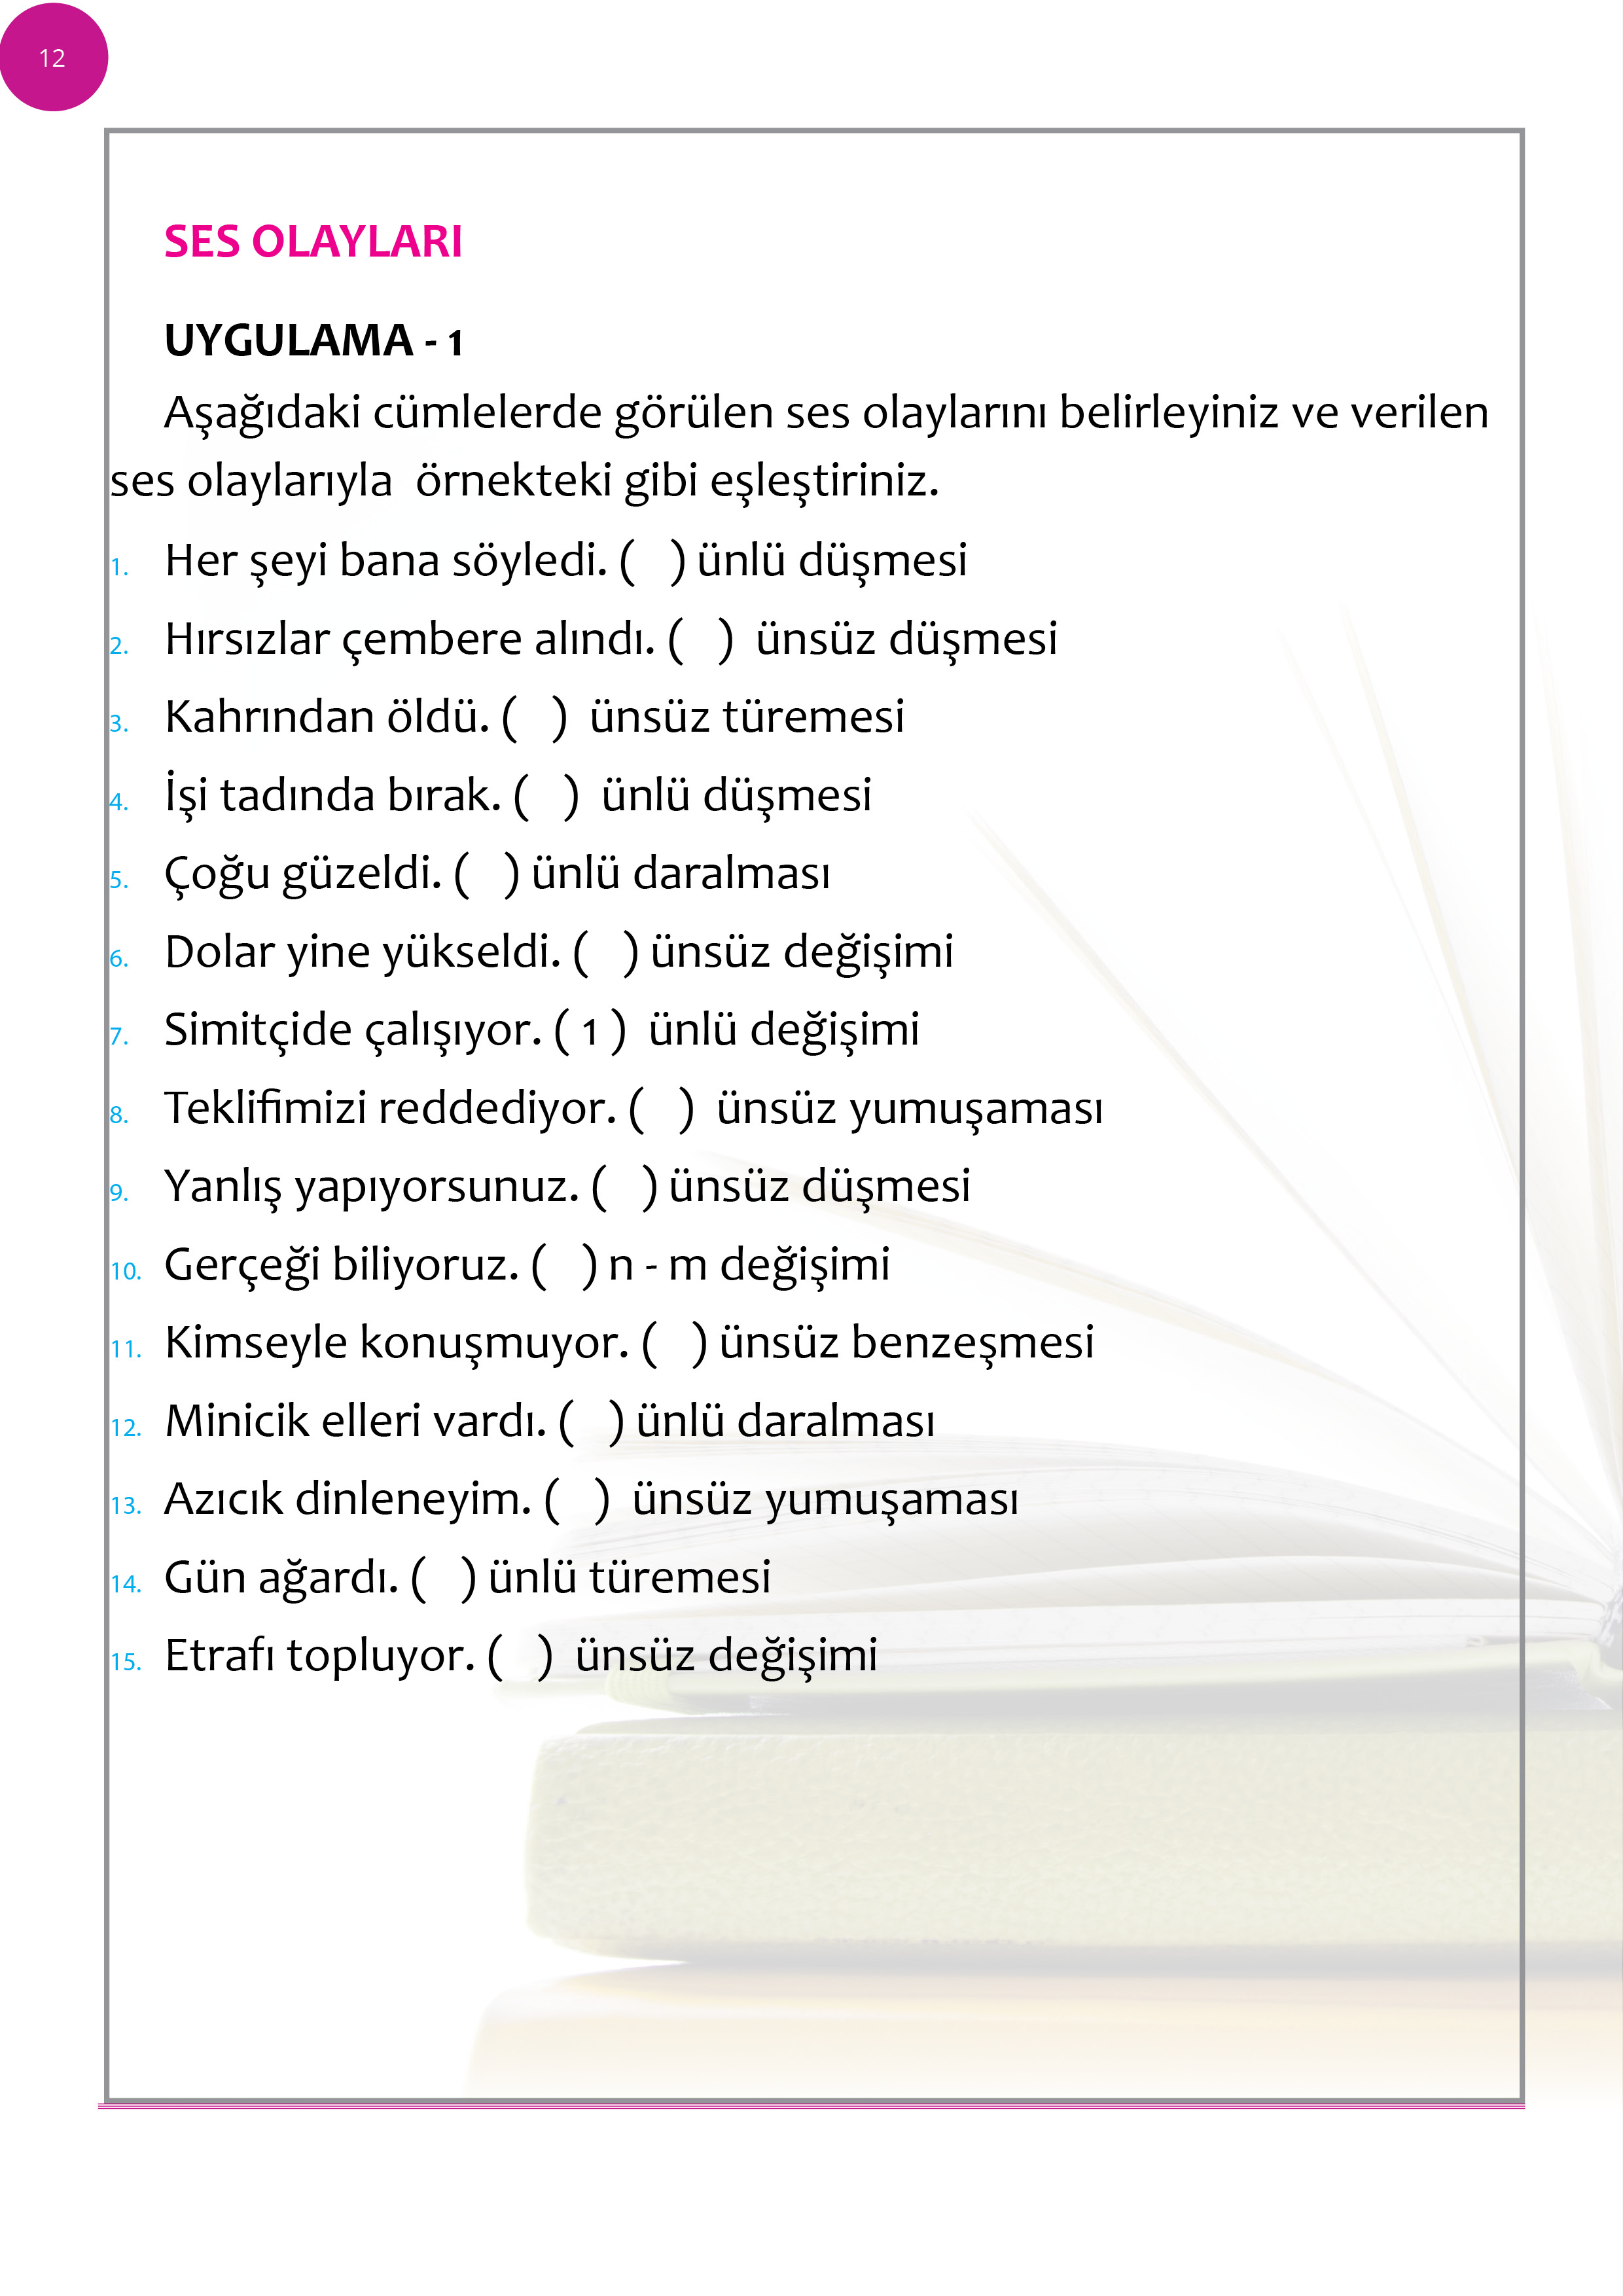 12
SES OLAYLARI
UYGULAMA - 1
Aşağıdaki cümlelerde görülen ses olaylarını belirleyiniz ve verilen
ses olaylarıyla örnekteki gibi eşleştiriniz.
1. Her şeyi bana söyledi. ( ) ünlü düşmesi
2. Hırsızlar çembere alındı. ( ) ünsüz düşmesi
3. Kahrından öldü. ( ) ünsüz türemesi
4. İşi tadında bırak. ( ) ünlü düşmesi
5. Çoğu güzeldi. ( ) ünlü daralması
6. Dolar yine yükseldi. ( ) ünsüz değişimi
7. Simitçide çalışıyor. ( 1 ) ünlü değişimi
8. Teklifimizi reddediyor. ( ) ünsüz yumuşaması
9. Yanlış yapıyorsunuz. ( ) ünsüz düşmesi
10. Gerçeği biliyoruz. ( ) n - m değişimi
11. Kimseyle konuşmuyor. ( ) ünsüz benzeşmesi
12. Minicik elleri vardı. ( ) ünlü daralması
13. Azıcık dinleneyim. ( ) ünsüz yumuşaması
14. Gün ağardı. ( ) ünlü türemesi
15. Etrafı topluyor. ( ) ünsüz değişimi